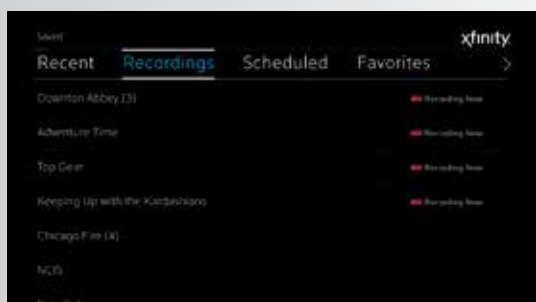 Saved
xfinity
Recent Recordings Scheduled Favorites >
Downton Abbey (3) Recording Now
Adventure Time Recording Now
Top Gear Recording Now
Keeping Up with the Kardashians Recording Now
Chicago Fire (4)
NCIS